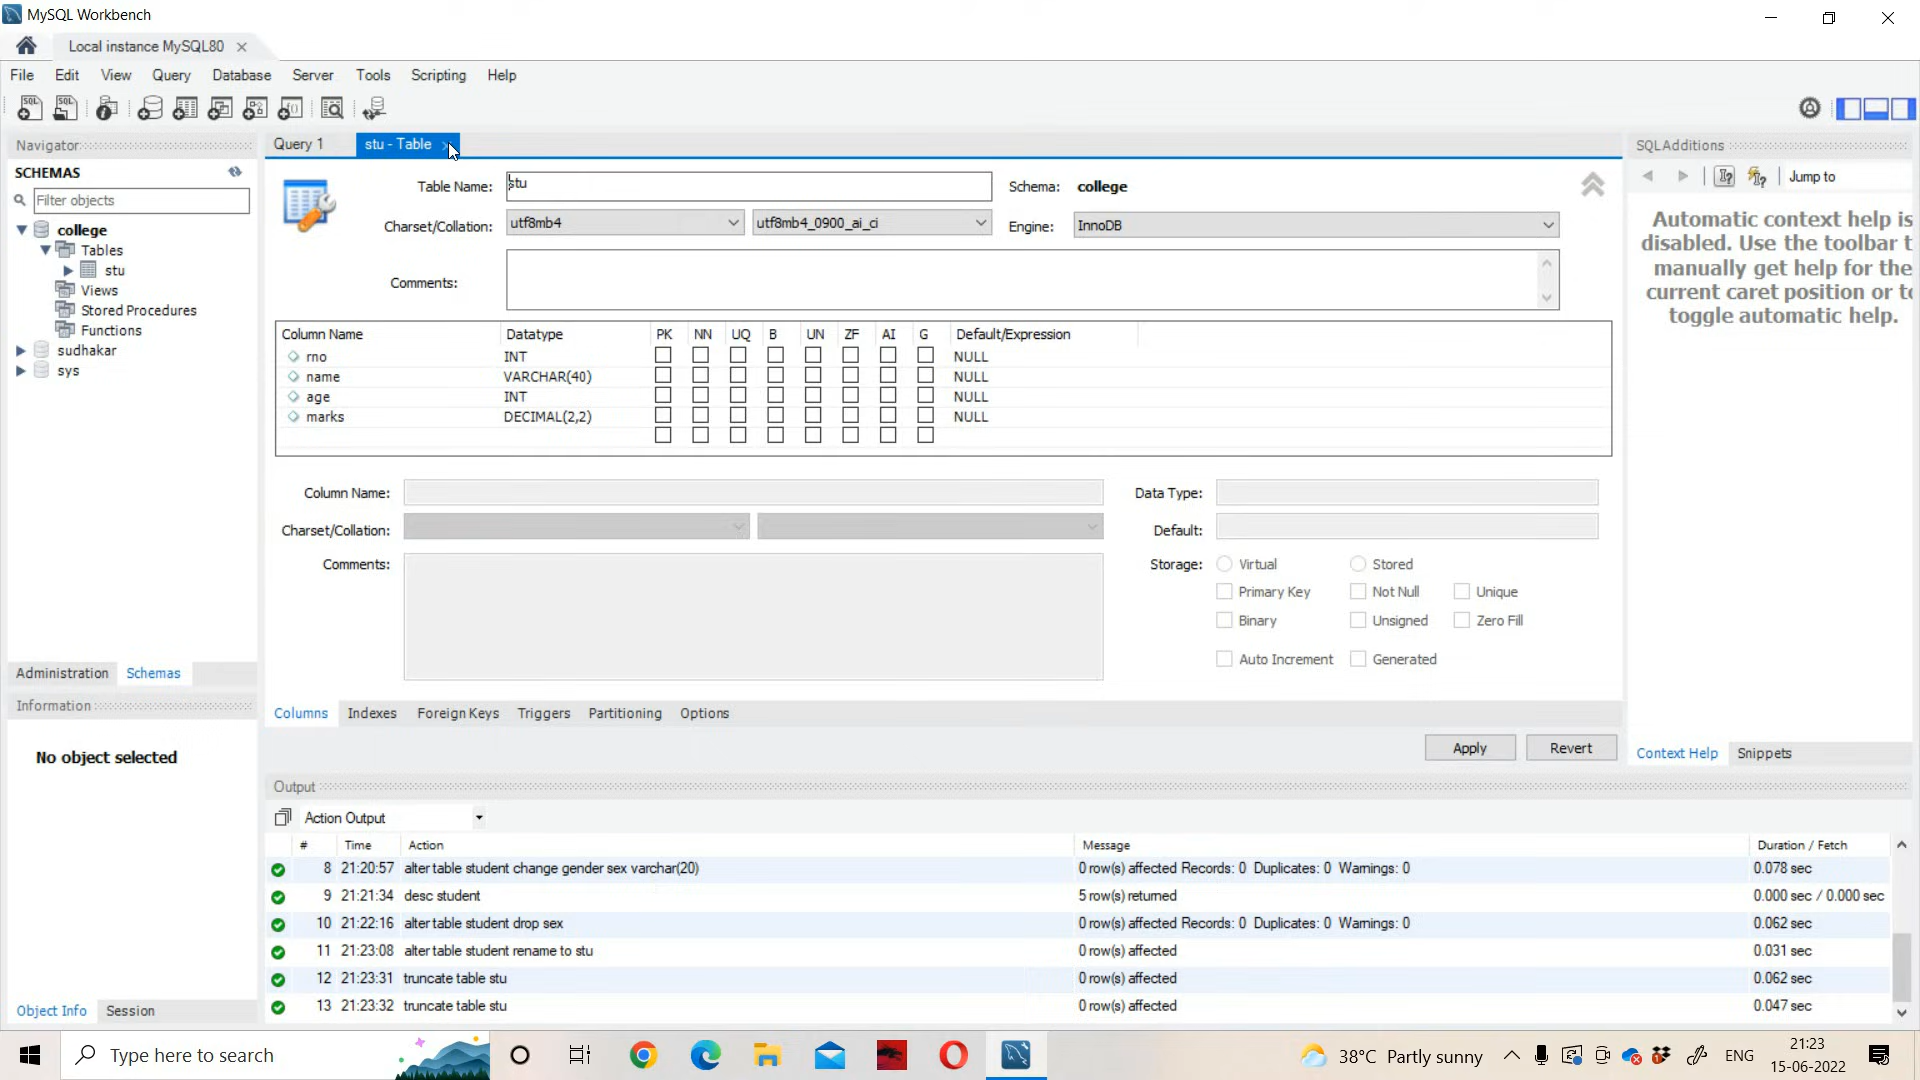 MySQL Workbench
Local instance MySQL80
File Edit View Query Database Server Tools Scripting Help
Navigator
SCHEMAS
Filter objects
college
Tables
stu
Views
Stored Procedures
Functions
sudhakar
sys
Administration Schemas
Information
No object selected
Object Info Session
Query 1 stu - Table
Table Name: stu Schema: college
Charset/Collation: utf8mb4 utf8mb4_0900_ai_ci Engine: InnoDB
Comments:
Column Name Datatype PK NN UQ B UN ZF AI G Default/Expression
rno INT NULL
name VARCHAR(40) NULL
age INT NULL
marks DECIMAL(2,2) NULL
Column Name: Data Type:
Charset/Collation: Default:
Comments: Storage: Virtual Stored
Primary Key Not Null Unique
Binary Unsigned Zero Fill
Auto Increment Generated
Columns Indexes Foreign Keys Triggers Partitioning Options
Apply Revert
Output
Action Output
# Time Action Message Duration / Fetch
8 21:20:57 alter table student change gender sex varchar(20) 0 row(s) affected Records: 0 Duplicates: 0 Warnings: 0 0.078 sec
9 21:21:34 desc student 5 row(s) returned 0.000 sec / 0.000 sec
10 21:22:16 alter table student drop sex 0 row(s) affected Records: 0 Duplicates: 0 Warnings: 0 0.062 sec
11 21:23:08 alter table student rename to stu 0 row(s) affected 0.031 sec
12 21:23:31 truncate table stu 0 row(s) affected 0.062 sec
13 21:23:32 truncate table stu 0 row(s) affected 0.047 sec
SQLAdditions
Jump to
Automatic context help is
disabled. Use the toolbar t
manually get help for the
current caret position or to
toggle automatic help.
Context Help Snippets
Type here to search
38°C Partly sunny
ENG
21:23
15-06-2022